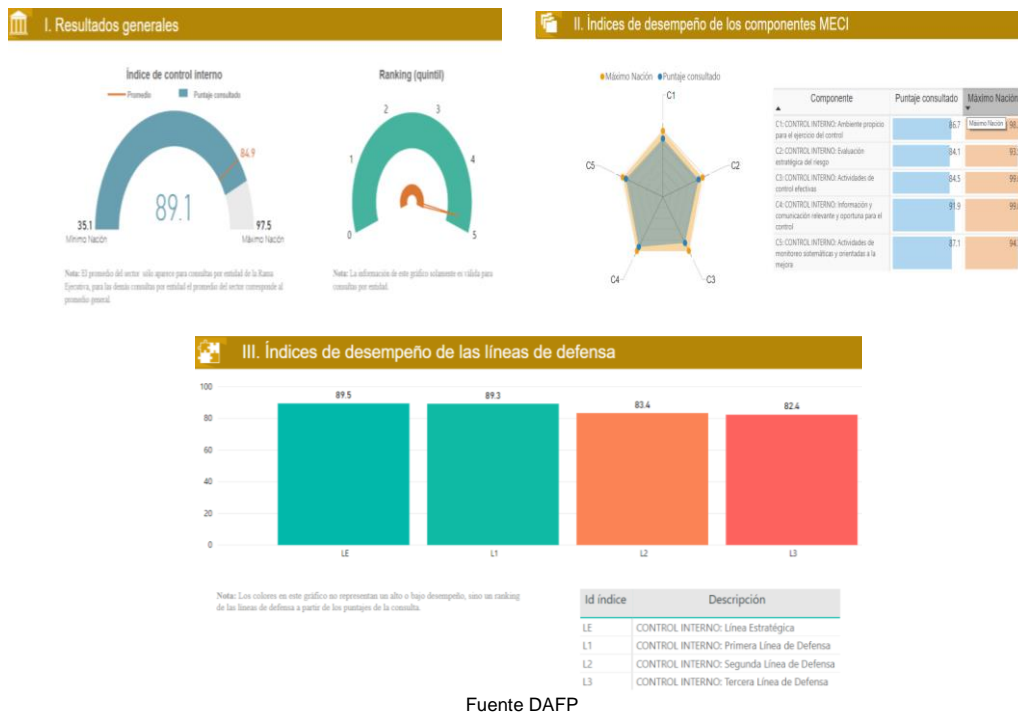 I. Resultados generales
Índice de control interno
Promedio Puntaje consultado
84.9
89.1
35.1
Mínimo Nación
97.5
Máximo Nación
Nota: El promedio del sector sólo aparece para consultas por entidad de la Rama
Ejecutiva, para las demás consultas por entidad el promedio del sector corresponde al
promedio general.
Ranking (quintil)
2
3
1
4
0
5
Nota: La información de este gráfico solamente es válida para
consultas por entidad.
II. Índices de desempeño de los componentes MECI
Máximo Nación Puntaje consultado
C1
C5
C2
C4
C3
Componente Puntaje consultado Máximo Nación
C1: CONTROL INTERNO: Ambiente propicio
para el ejercicio del control
86.7
Máximo Nación
98.
C2: CONTROL INTERNO: Evaluación
estratégica del riesgo
84.1
93.
C3: CONTROL INTERNO: Actividades de
control efectivas
84.5
99.
C4: CONTROL INTERNO: Información y
comunicación relevante y oportuna para el
control
91.9
99.
C5: CONTROL INTERNO: Actividades de
monitoreo sistemáticas y orientadas a la
mejora
87.1
94.
III. Índices de desempeño de las líneas de defensa
100
80
60
40
20
0
89.5
89.3
83.4
82.4
LE
L1
L2
L3
Nota: Los colores en este gráfico no representan un alto o bajo desempeño, sino un ranking
de las líneas de defensa a partir de los puntajes de la consulta.
Id índice Descripción
LE CONTROL INTERNO: Línea Estratégica
L1 CONTROL INTERNO: Primera Línea de Defensa
L2 CONTROL INTERNO: Segunda Línea de Defensa
L3 CONTROL INTERNO: Tercera Línea de Defensa
Fuente DAFP